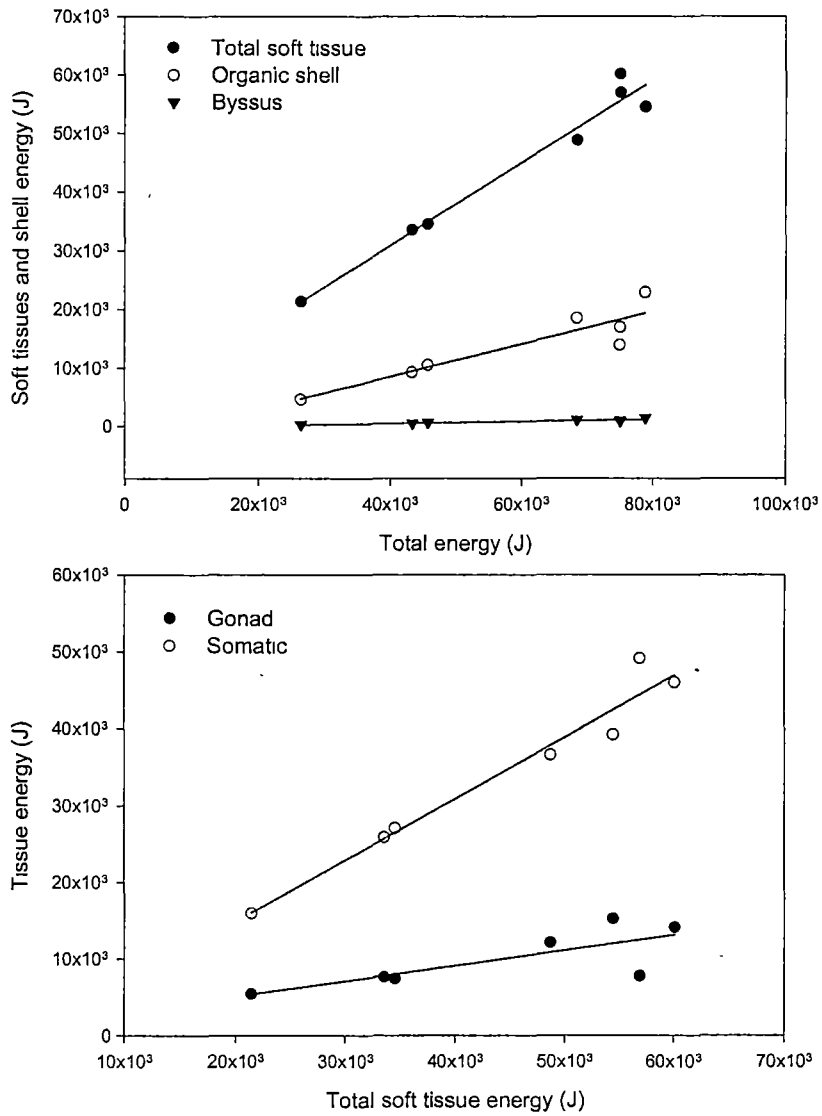 70x10³
60x10³
50x10³
40x10³
30x10³
20x10³
10x10³
0
Soft tissues and shell energy (J)
Total soft tissue
Organic shell
Byssus
0
20x10³
40x10³
60x10³
80x10³
100x10³
Total energy (J)
60x10³
50x10³
40x10³
30x10³
20x10³
10x10³
0
Tissue energy (J)
Gonad
Somatic
10x10³
20x10³
30x10³
40x10³
50x10³
60x10³
70x10³
Total soft tissue energy (J)